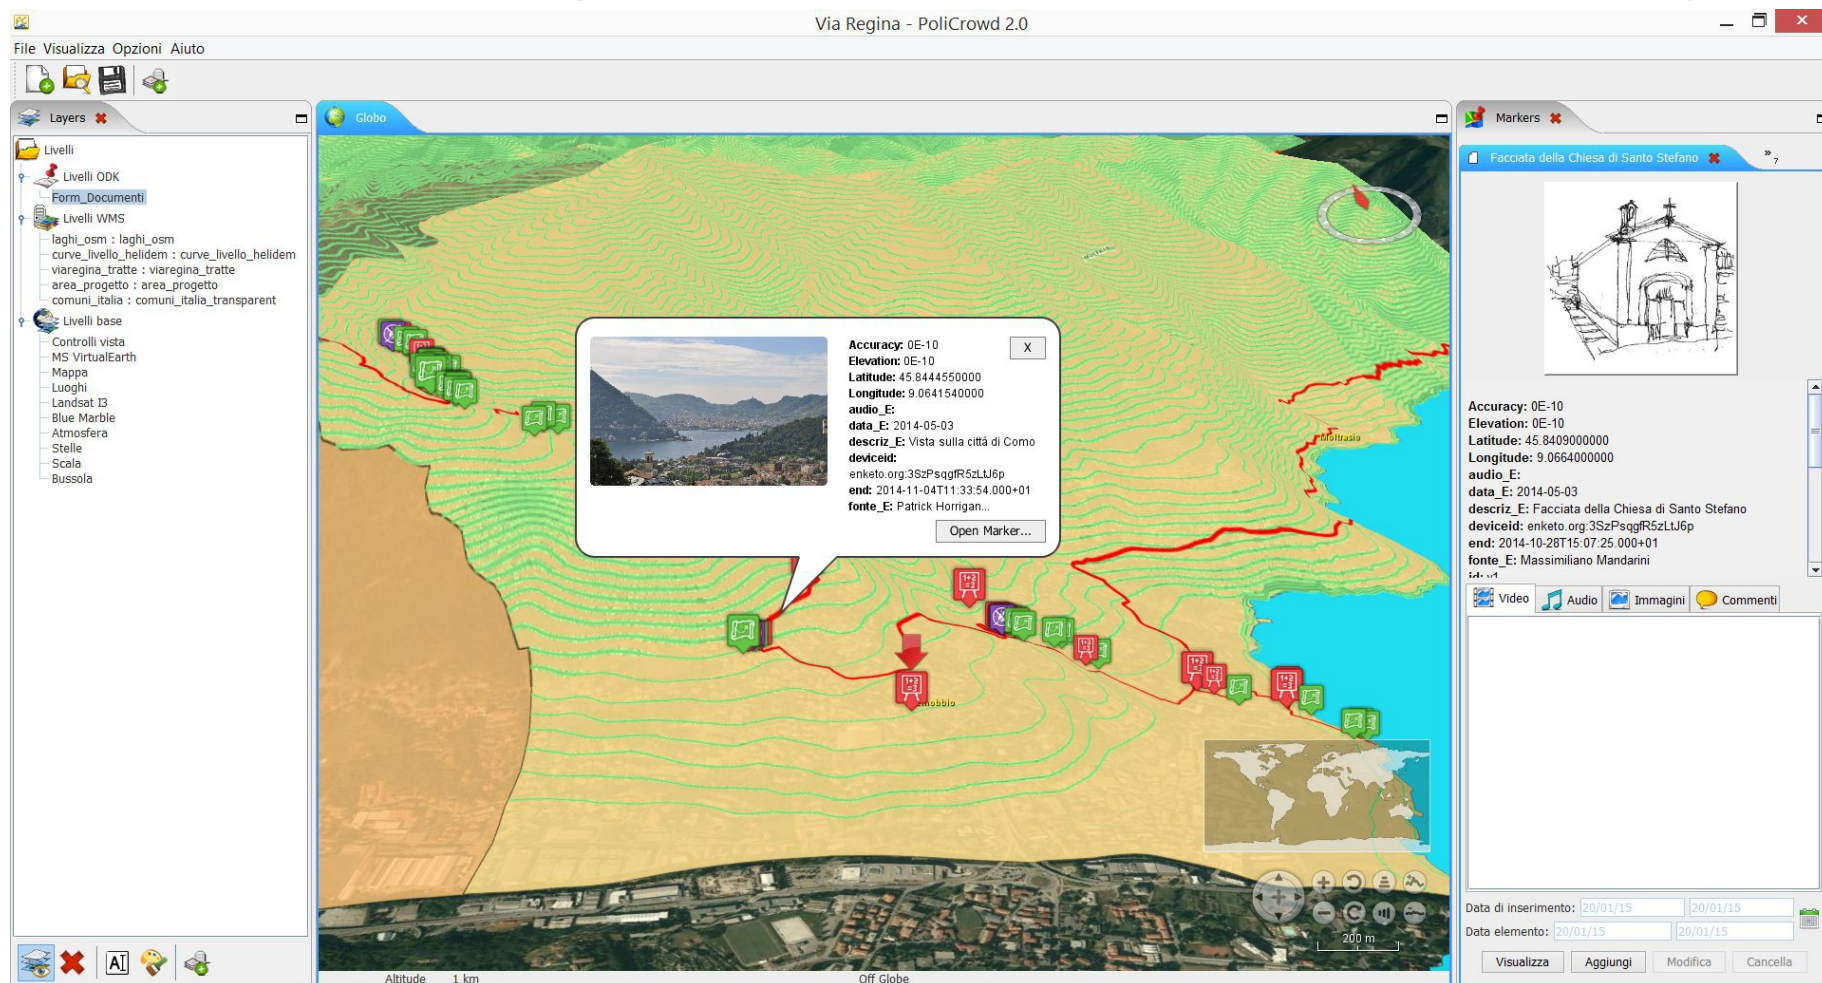 Via Regina - PoliCrowd 2.0
File Visualizza Opzioni Aiuto
Layers
Livelli
Livelli ODK
Form_Documenti
Livelli WMS
laghi_osm : laghi_osm
curve_livello_helidem : curve_livello_helidem
viaregina_tratte : viaregina_tratte
area_progetto : area_progetto
comuni_italia : comuni_italia_transparent
Livelli base
Controlli vista
MS VirtualEarth
Mappa
Luoghi
Landsat I3
Blue Marble
Atmosfera
Stelle
Scala
Bussola
Globo
Accuracy: 0E-10
Elevation: 0E-10
Latitude: 45.8444550000
Longitude: 9.0641540000
audio_E:
data_E: 2014-05-03
descriz_E: Vista sulla città di Como
deviceid:
enketo.org:3SzPsqgfR5zLtJ6p
end: 2014-11-04T11:33:54.000+01
fonte_E: Patrick Horrigan...
X
Open Marker...
Moltrasio
200 m
Altitude 1 km
Off Globe
Markers
Facciata della Chiesa di Santo Stefano
» 7
Accuracy: 0E-10
Elevation: 0E-10
Latitude: 45.8409000000
Longitude: 9.0664000000
audio_E:
data_E: 2014-05-03
descriz_E: Facciata della Chiesa di Santo Stefano
deviceid: enketo.org:3SzPsqgfR5zLtJ6p
end: 2014-10-28T15:07:25.000+01
fonte_E: Massimiliano Mandarini
id: v1
Video Audio Immagini Commenti
Data di inserimento: 20/01/15 20/01/15
Data elemento: 20/01/15 20/01/15
Visualizza Aggiungi Modifica Cancella